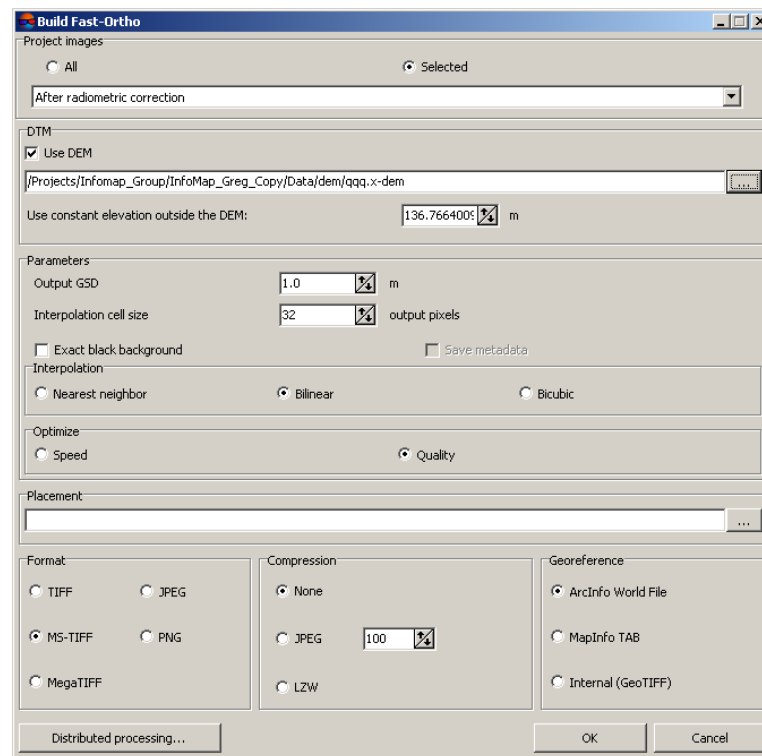 Build Fast-Ortho
Project images
All
Selected
After radiometric correction
DTM
Use DEM
/Projects/Infomap_Group/InfoMap_Greg_Copy/Data/dem/qqq.x-dem
...
Use constant elevation outside the DEM:
136.7664009
m
Parameters
Output GSD
1.0
m
Interpolation cell size
32
output pixels
Exact black background
Save metadata
Interpolation
Nearest neighbor
Bilinear
Bicubic
Optimize
Speed
Quality
Placement
...
Format
Compression
Georeference
TIFF
JPEG
None
ArcInfo World File
MS-TIFF
PNG
JPEG
100
MapInfo TAB
MegaTIFF
LZW
Internal (GeoTIFF)
Distributed processing...
OK
Cancel